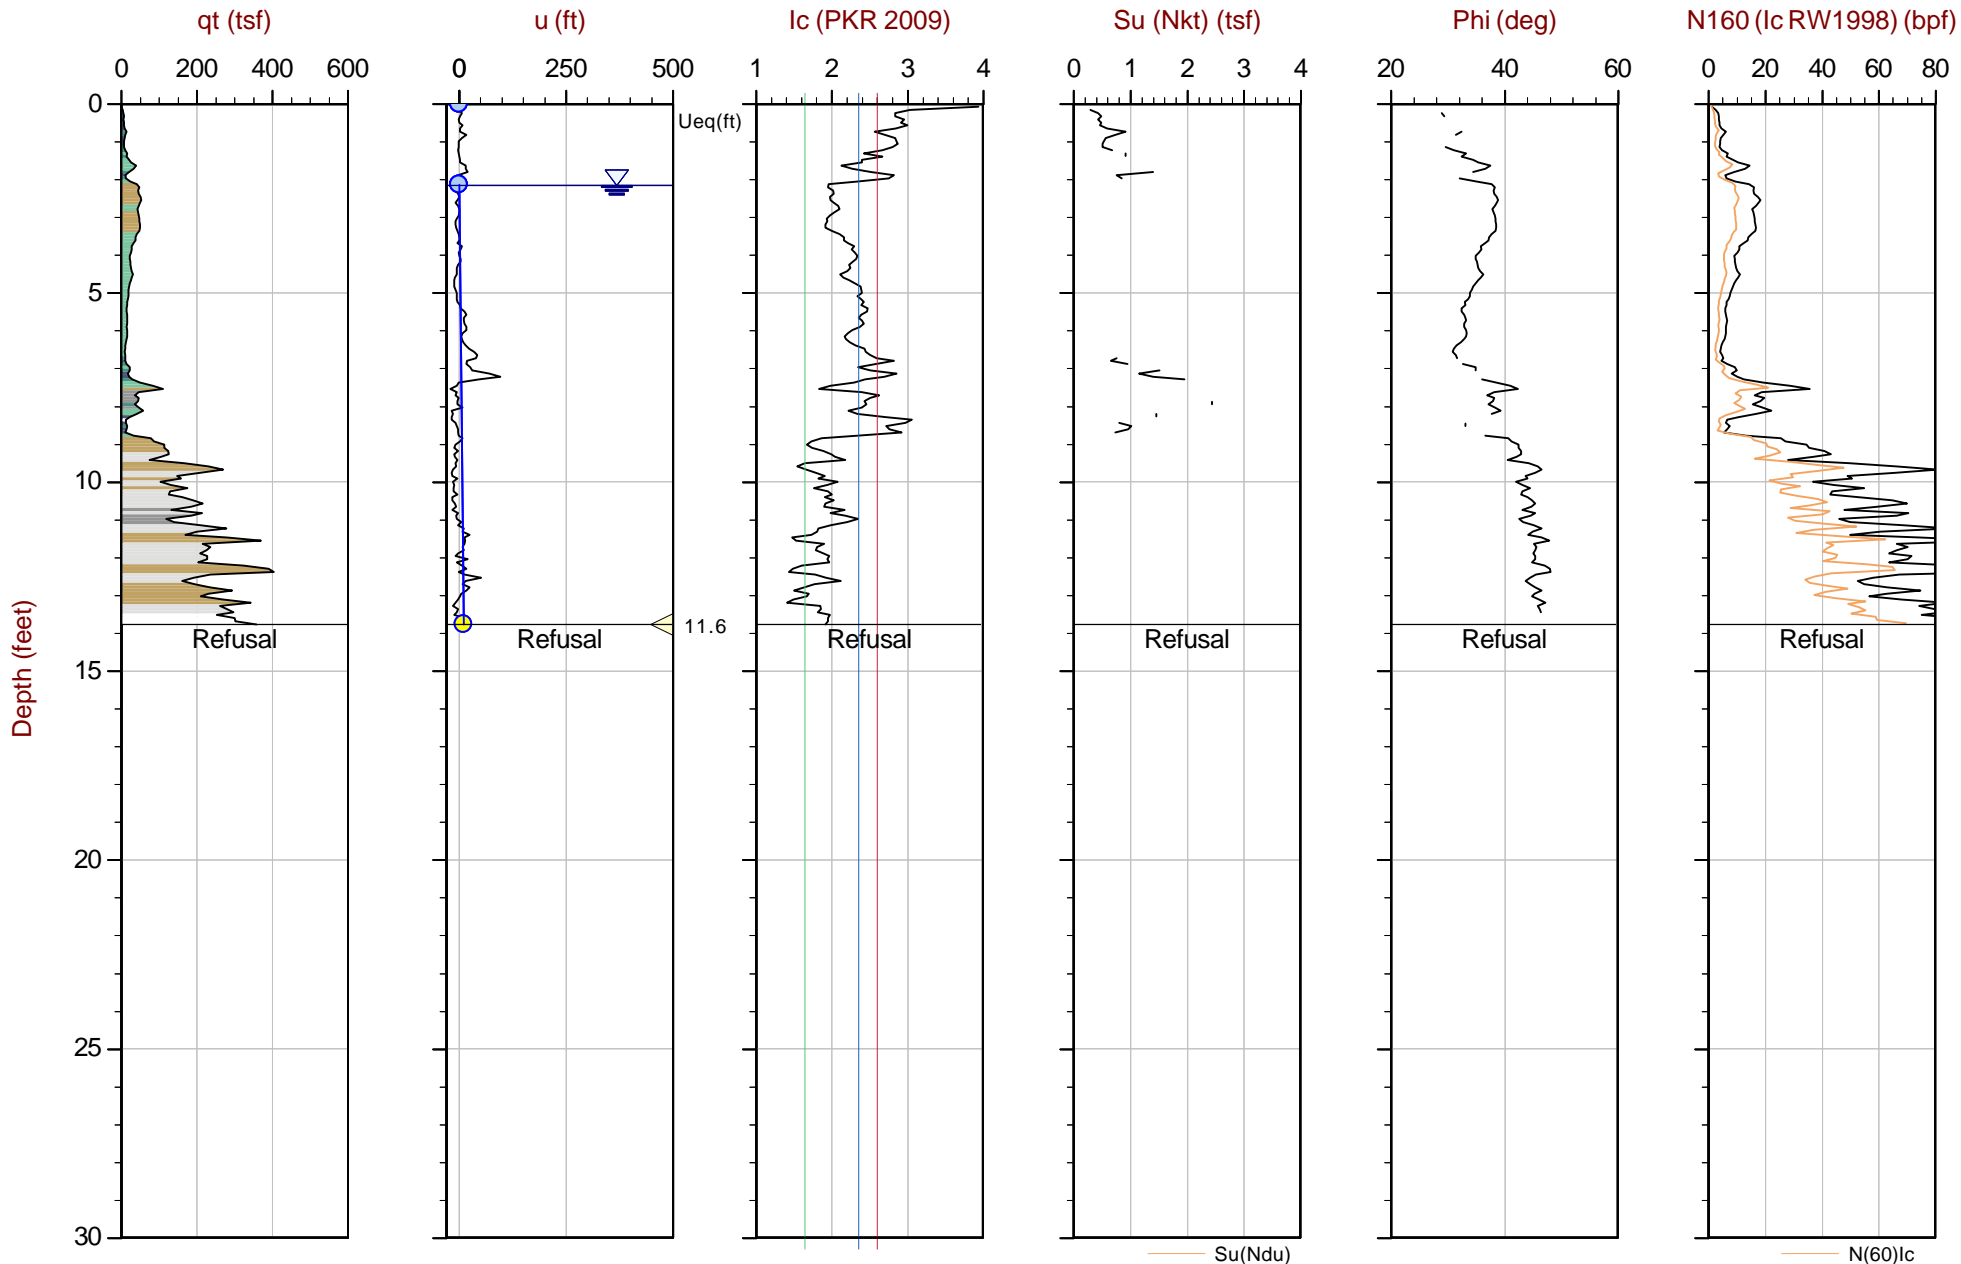 qt (tsf) u (ft) Ic (PKR 2009) Su (Nkt) (tsf) Phi (deg) N160 (Ic RW1998) (bpf)
0 200 400 600 0 0 250 500 1 2 3 4 0 1 2 3 4 20 40 60 0 20 40 60 80
0
Ueq(ft)
5
10
11.6
Refusal Refusal Refusal Refusal Refusal Refusal
15
Depth (feet)
20
25
30
Su(Ndu) N(60)Ic